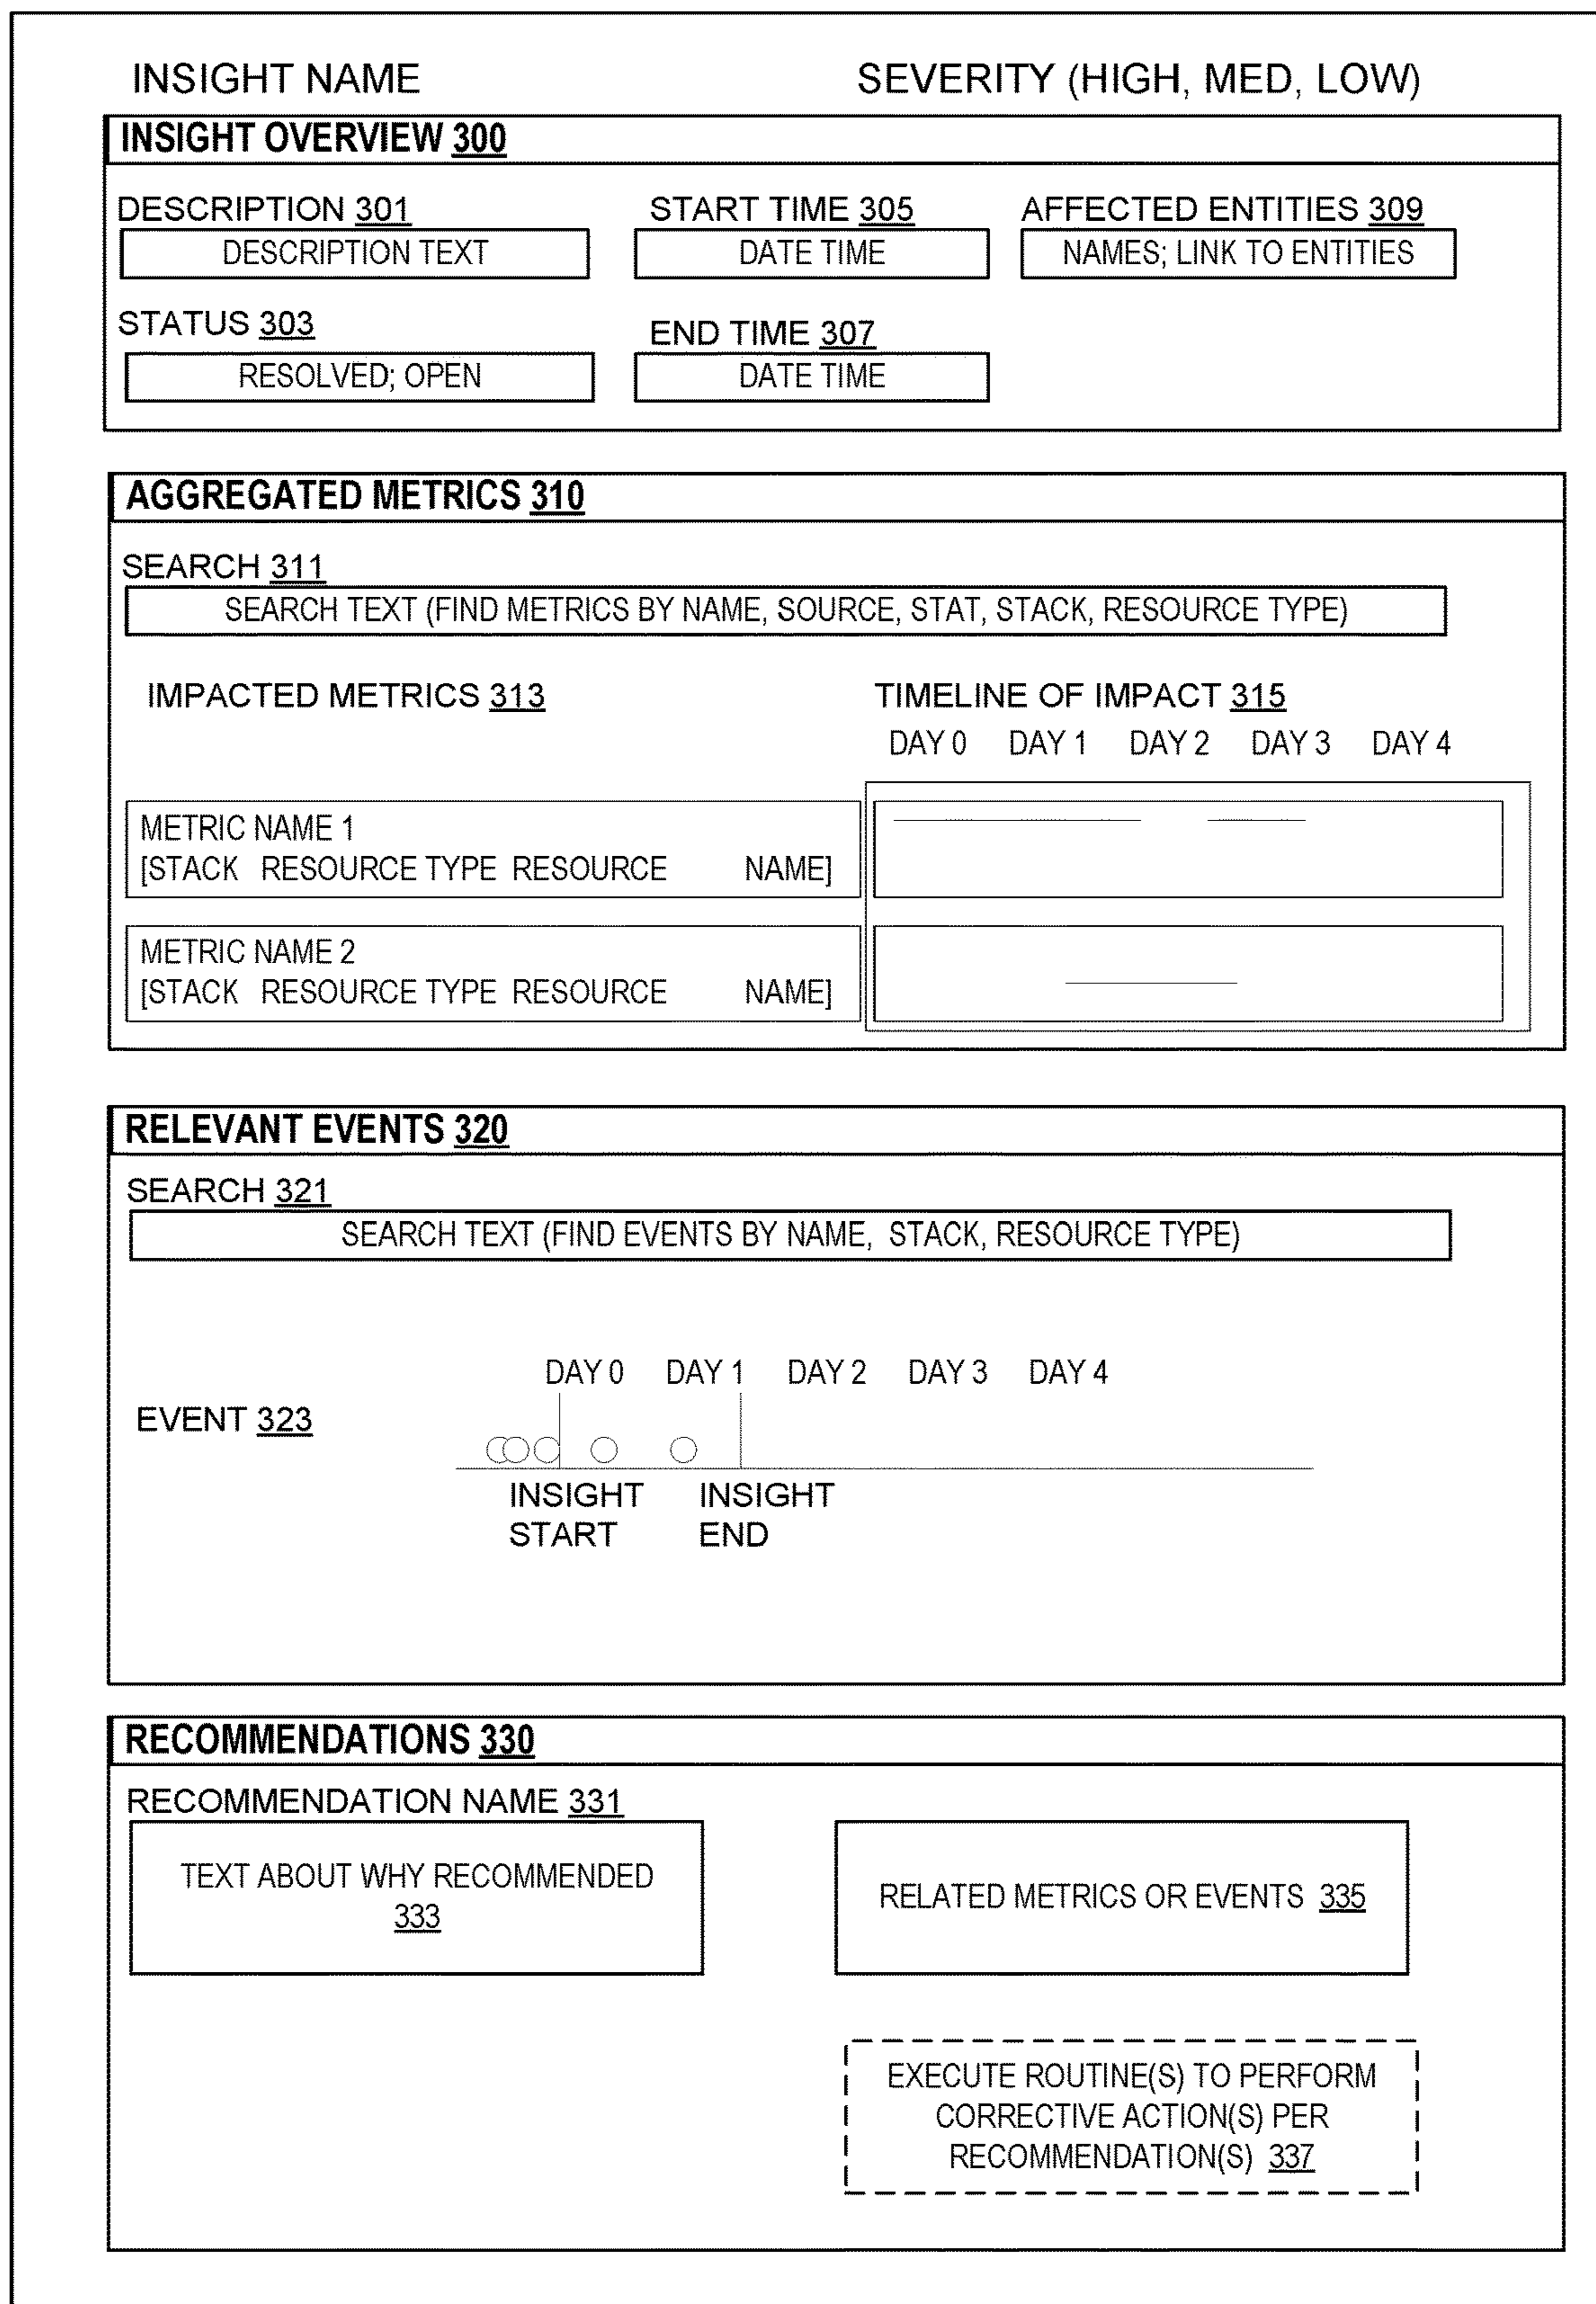 INSIGHT NAME SEVERITY (HIGH, MED, LOW)
INSIGHT OVERVIEW 300
DESCRIPTION 301 START TIME 305 AFFECTED ENTITIES 309
DESCRIPTION TEXT DATE TIME NAMES; LINK TO ENTITIES
STATUS 303 END TIME 307
RESOLVED; OPEN DATE TIME
AGGREGATED METRICS 310
SEARCH 311
SEARCH TEXT (FIND METRICS BY NAME, SOURCE, STAT, STACK, RESOURCE TYPE)
IMPACTED METRICS 313 TIMELINE OF IMPACT 315
DAY 0 DAY 1 DAY 2 DAY 3 DAY 4
METRIC NAME 1
[STACK RESOURCE TYPE RESOURCE NAME]
METRIC NAME 2
[STACK RESOURCE TYPE RESOURCE NAME]
RELEVANT EVENTS 320
SEARCH 321
SEARCH TEXT (FIND EVENTS BY NAME, STACK, RESOURCE TYPE)
DAY 0 DAY 1 DAY 2 DAY 3 DAY 4
EVENT 323
INSIGHT START
INSIGHT END
RECOMMENDATIONS 330
RECOMMENDATION NAME 331
TEXT ABOUT WHY RECOMMENDED
333
RELATED METRICS OR EVENTS 335
EXECUTE ROUTINE(S) TO PERFORM
CORRECTIVE ACTION(S) PER
RECOMMENDATION(S) 337